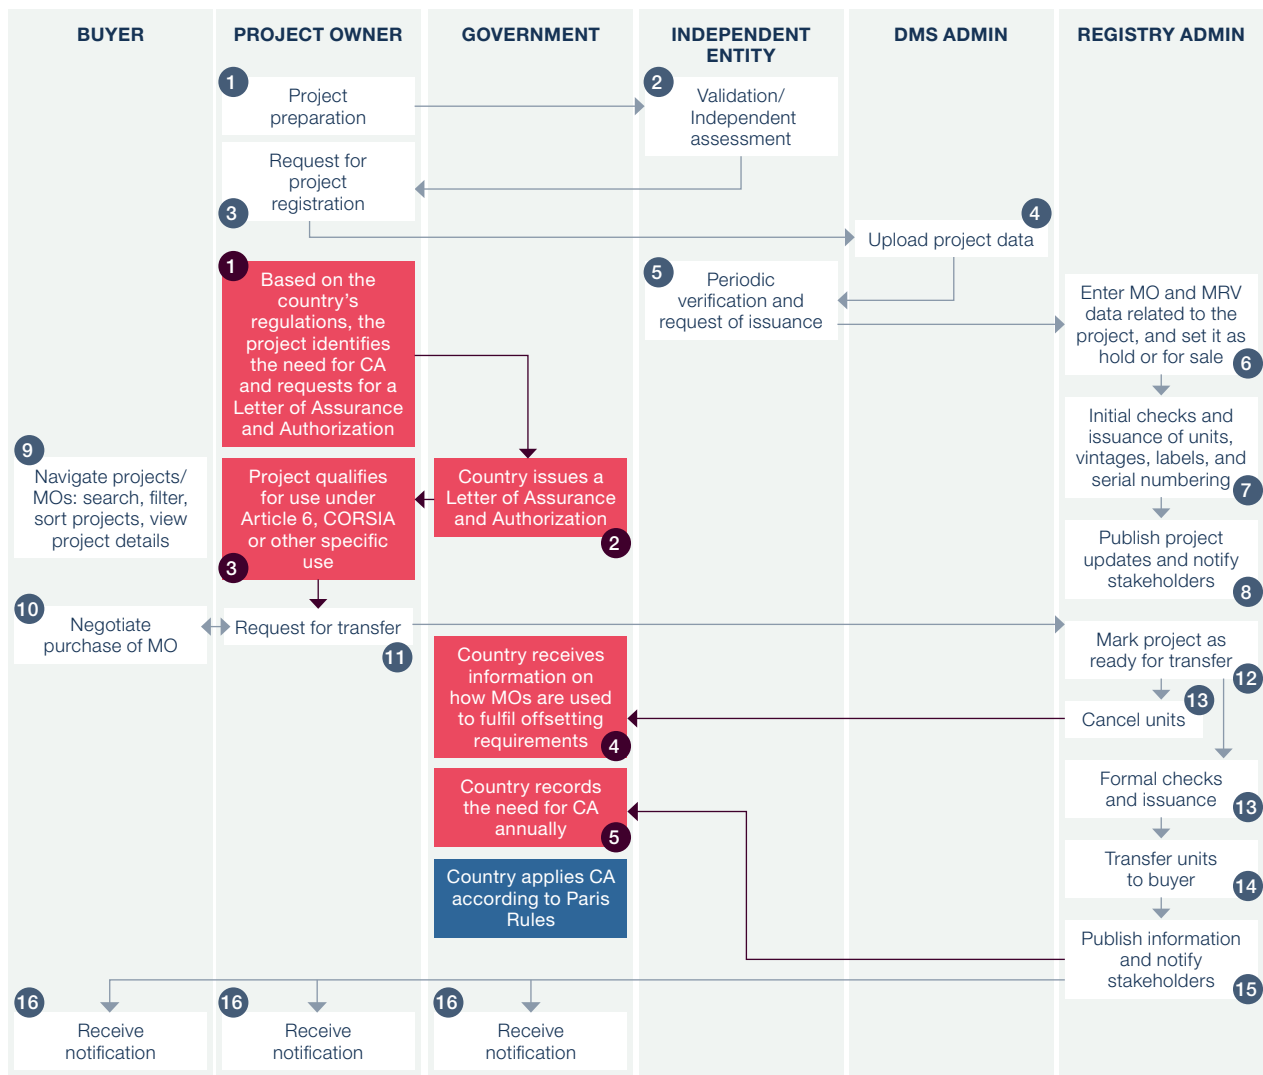 BUYER
PROJECT OWNER
GOVERNMENT
INDEPENDENT
ENTITY
DMS ADMIN
REGISTRY ADMIN
1
Project
preparation
2
Validation/
Independent
assessment
Request for
project
registration
3
4
Upload project data
1
Based on the
country’s
regulations, the
project identifies
the need for CA
and requests for a
Letter of Assurance
and Authorization
5
Periodic
verification and
request of issuance
Enter MO and MRV
data related to the
project, and set it as
hold or for sale
6
Initial checks and
issuance of units,
vintages, labels, and
serial numbering
7
9
Navigate projects/
MOs: search, filter,
sort projects, view
project details
Project qualifies
for use under
Article 6, CORSIA
or other specific
use
3
Country issues a
Letter of Assurance
and Authorization
2
Publish project
updates and notify
stakeholders
8
10
Negotiate
purchase of MO
Request for transfer
11
Mark project as
ready for transfer
12
Country receives
information on
how MOs are used
to fulfil offsetting
requirements
4
13
Cancel units
Country records
the need for CA
annually
5
Formal checks
and issuance
13
Country applies CA
according to Paris
Rules
Transfer units
to buyer
14
Publish information
and notify
stakeholders
15
16
Receive
notification
16
Receive
notification
16
Receive
notification